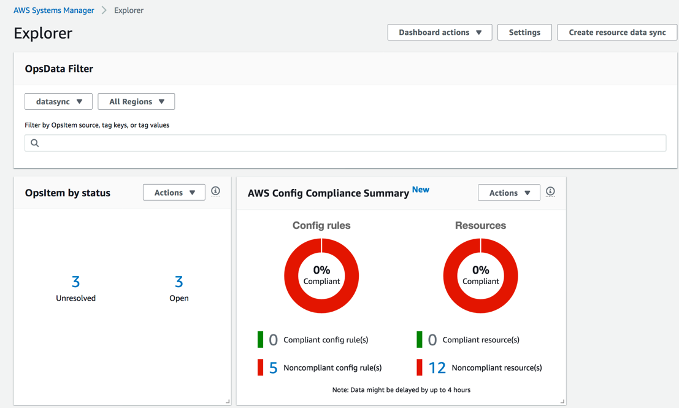 AWS Systems Manager > Explorer
Explorer
Dashboard actions ▼ Settings Create resource data sync
OpsData Filter
datasync ▼ All Regions ▼
Filter by OpsItem source, tag keys, or tag values
OpsItem by status Actions ▼
AWS Config Compliance Summary New Actions ▼
3 3
Unresolved Open
Config rules Resources
0% 0%
Compliant Compliant
0 Compliant config rule(s) 0 Compliant resource(s)
5 Noncompliant config rule(s) 12 Noncompliant resource(s)
Note: Data might be delayed by up to 4 hours